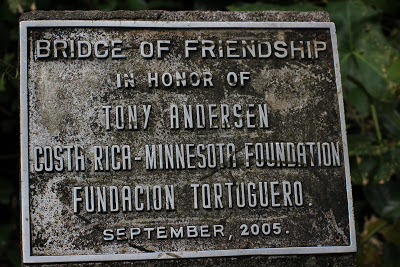 BRIDGE OF FRIENDSHIP
IN HONOR OF
TONY ANDERSEN
COSTA RICA-MINNESOTA FOUNDATION
FUNDACION TORTUGUERO.
SEPTEMBER, 2005.